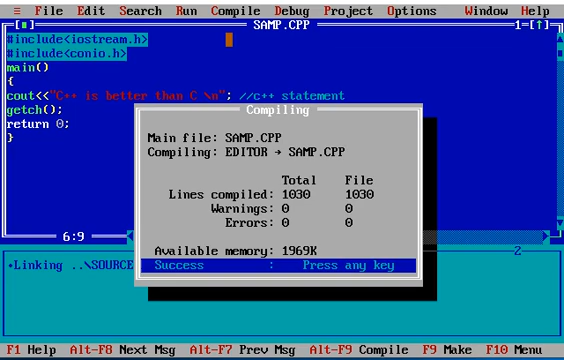 ≡ File Edit Search Run Compile Debug Project Options Window Help
[■] SAMP.CPP 1=[↑]
#include<iostream.h>
#include<conio.h>
main()
{
cout<<"C++ is better than C \n"; //c++ statement
getch();
return 0;
}
6:9
Compiling
Main file: SAMP.CPP
Compiling: EDITOR → SAMP.CPP
Total File
Lines compiled: 1030 1030
Warnings: 0 0
Errors: 0 0
Available memory: 1969K
Success : Press any key
2
•Linking ..\SOURCE
F1 Help Alt-F8 Next Msg Alt-F7 Prev Msg Alt-F9 Compile F9 Make F10 Menu